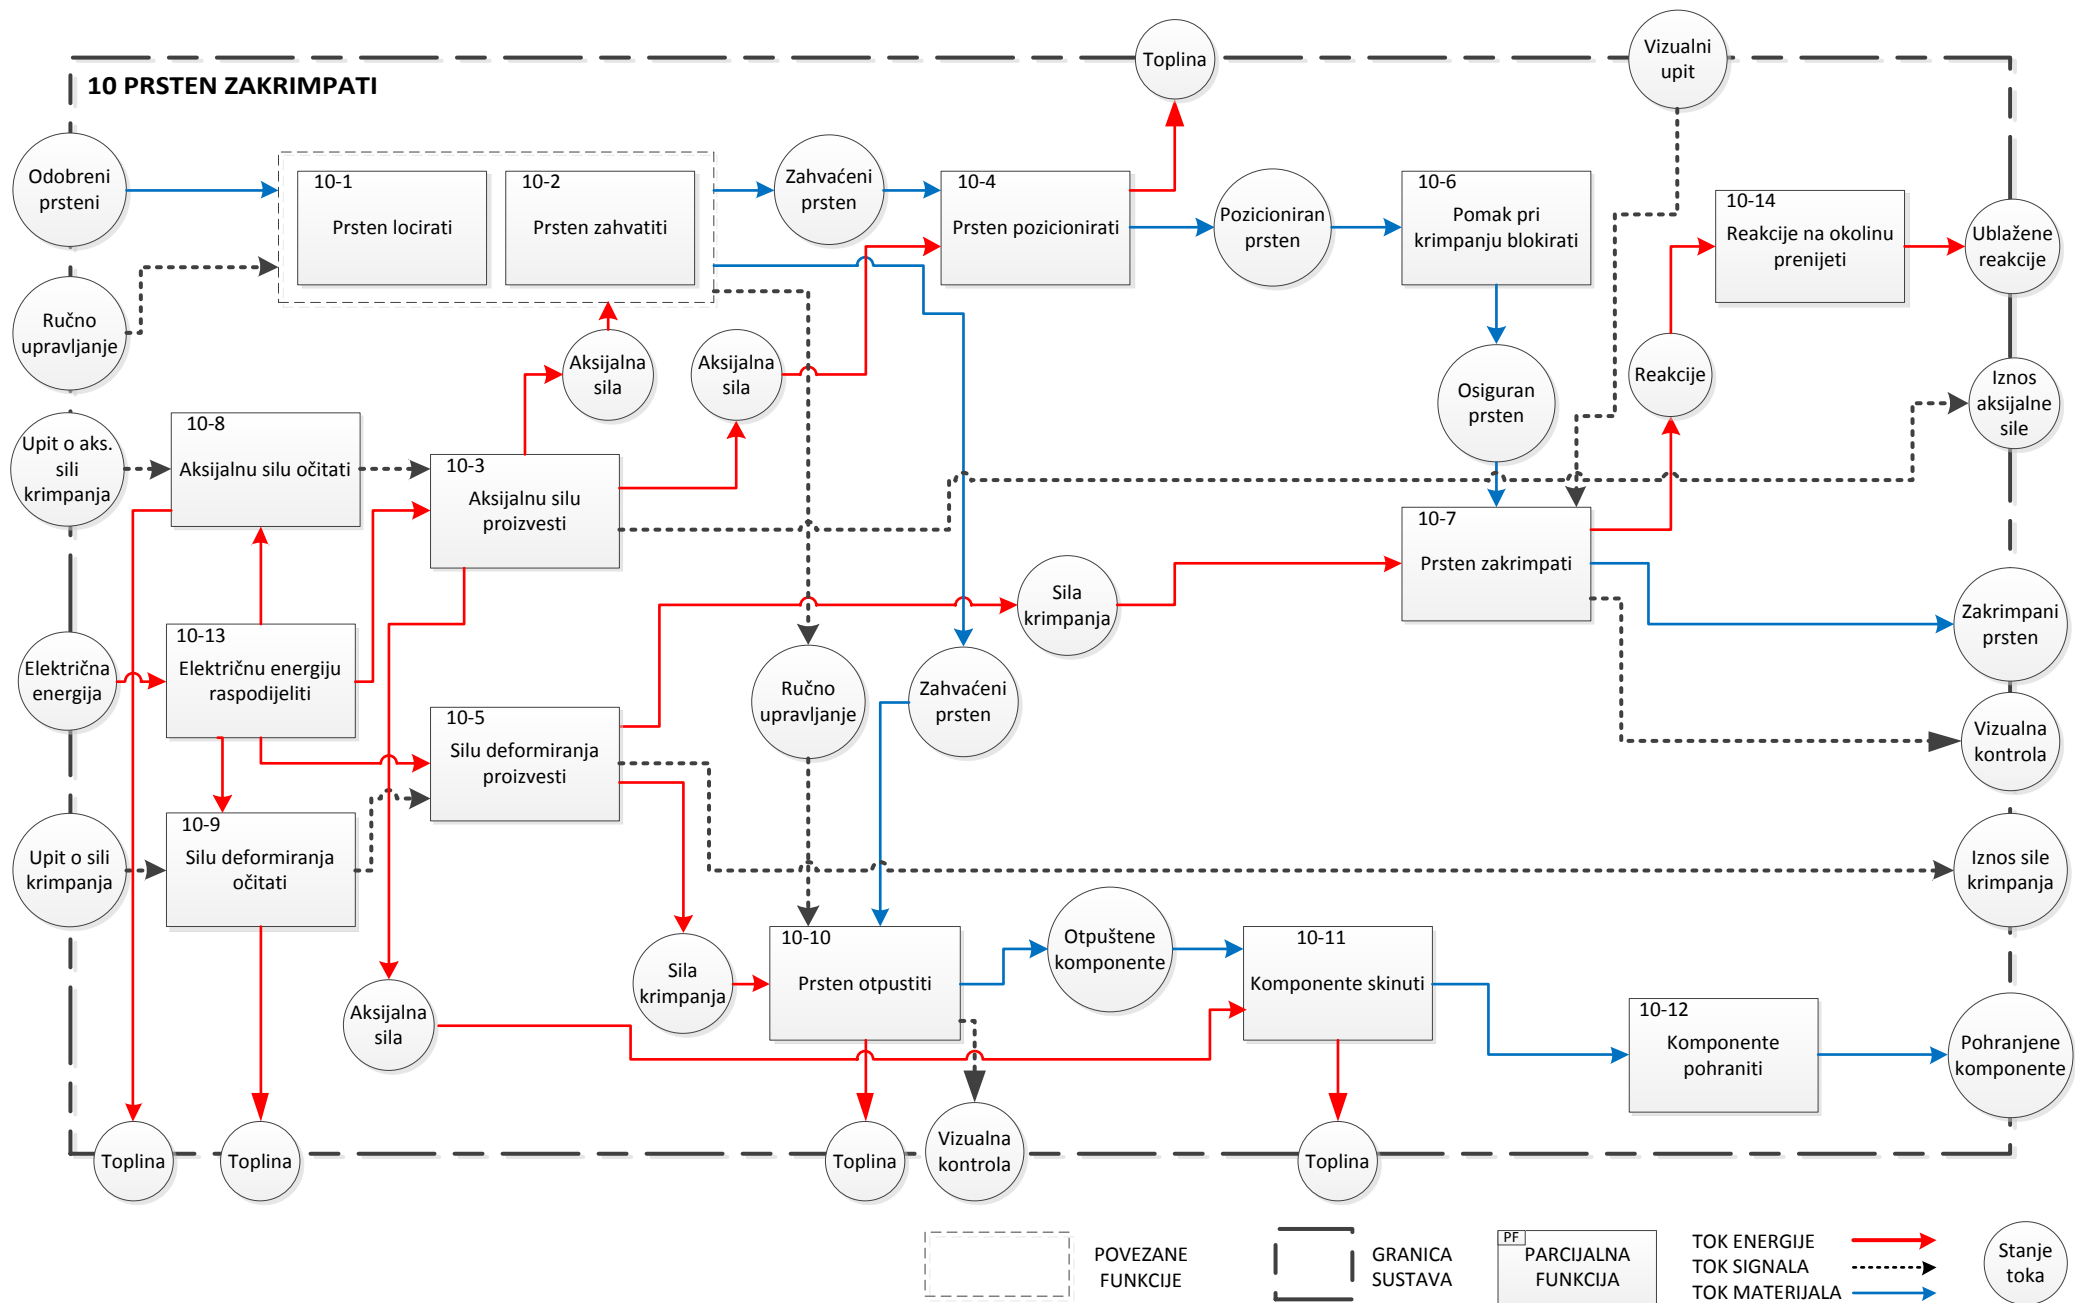 Toplina
Vizualni
upit
10 PRSTEN ZAKRIMPATI
Odobreni
prsteni
10-1
Prsten locirati
10-2
Prsten zahvatiti
Zahvaćeni
prsten
10-4
Prsten pozicionirati
Pozicioniran
prsten
10-6
Pomak pri
krimpanju blokirati
10-14
Reakcije na okolinu
prenijeti
Ublažene
reakcije
Ručno
upravljanje
Aksijalna
sila
Aksijalna
sila
Osiguran
prsten
Reakcije
Iznos
aksijalne
sile
Upit o aks.
sili
krimpanja
10-8
Aksijalnu silu očitati
10-3
Aksijalnu silu
proizvesti
10-7
Prsten zakrimpati
Sila
krimpanja
Zakrimpani
prsten
Električna
energija
10-13
Električnu energiju
raspodijeliti
10-5
Silu deformiranja
proizvesti
Ručno
upravljanje
Zahvaćeni
prsten
Vizualna
kontrola
Upit o sili
krimpanja
10-9
Silu deformiranja
očitati
Iznos sile
krimpanja
Aksijalna
sila
Sila
krimpanja
10-10
Prsten otpustiti
Otpuštene
komponente
10-11
Komponente skinuti
10-12
Komponente
pohraniti
Pohranjene
komponente
Toplina
Toplina
Toplina
Vizualna
kontrola
Toplina
POVEZANE
FUNKCIJE
GRANICA
SUSTAVA
PF
PARCIJALNA
FUNKCIJA
TOK ENERGIJE
TOK SIGNALA
TOK MATERIJALA
Stanje
toka